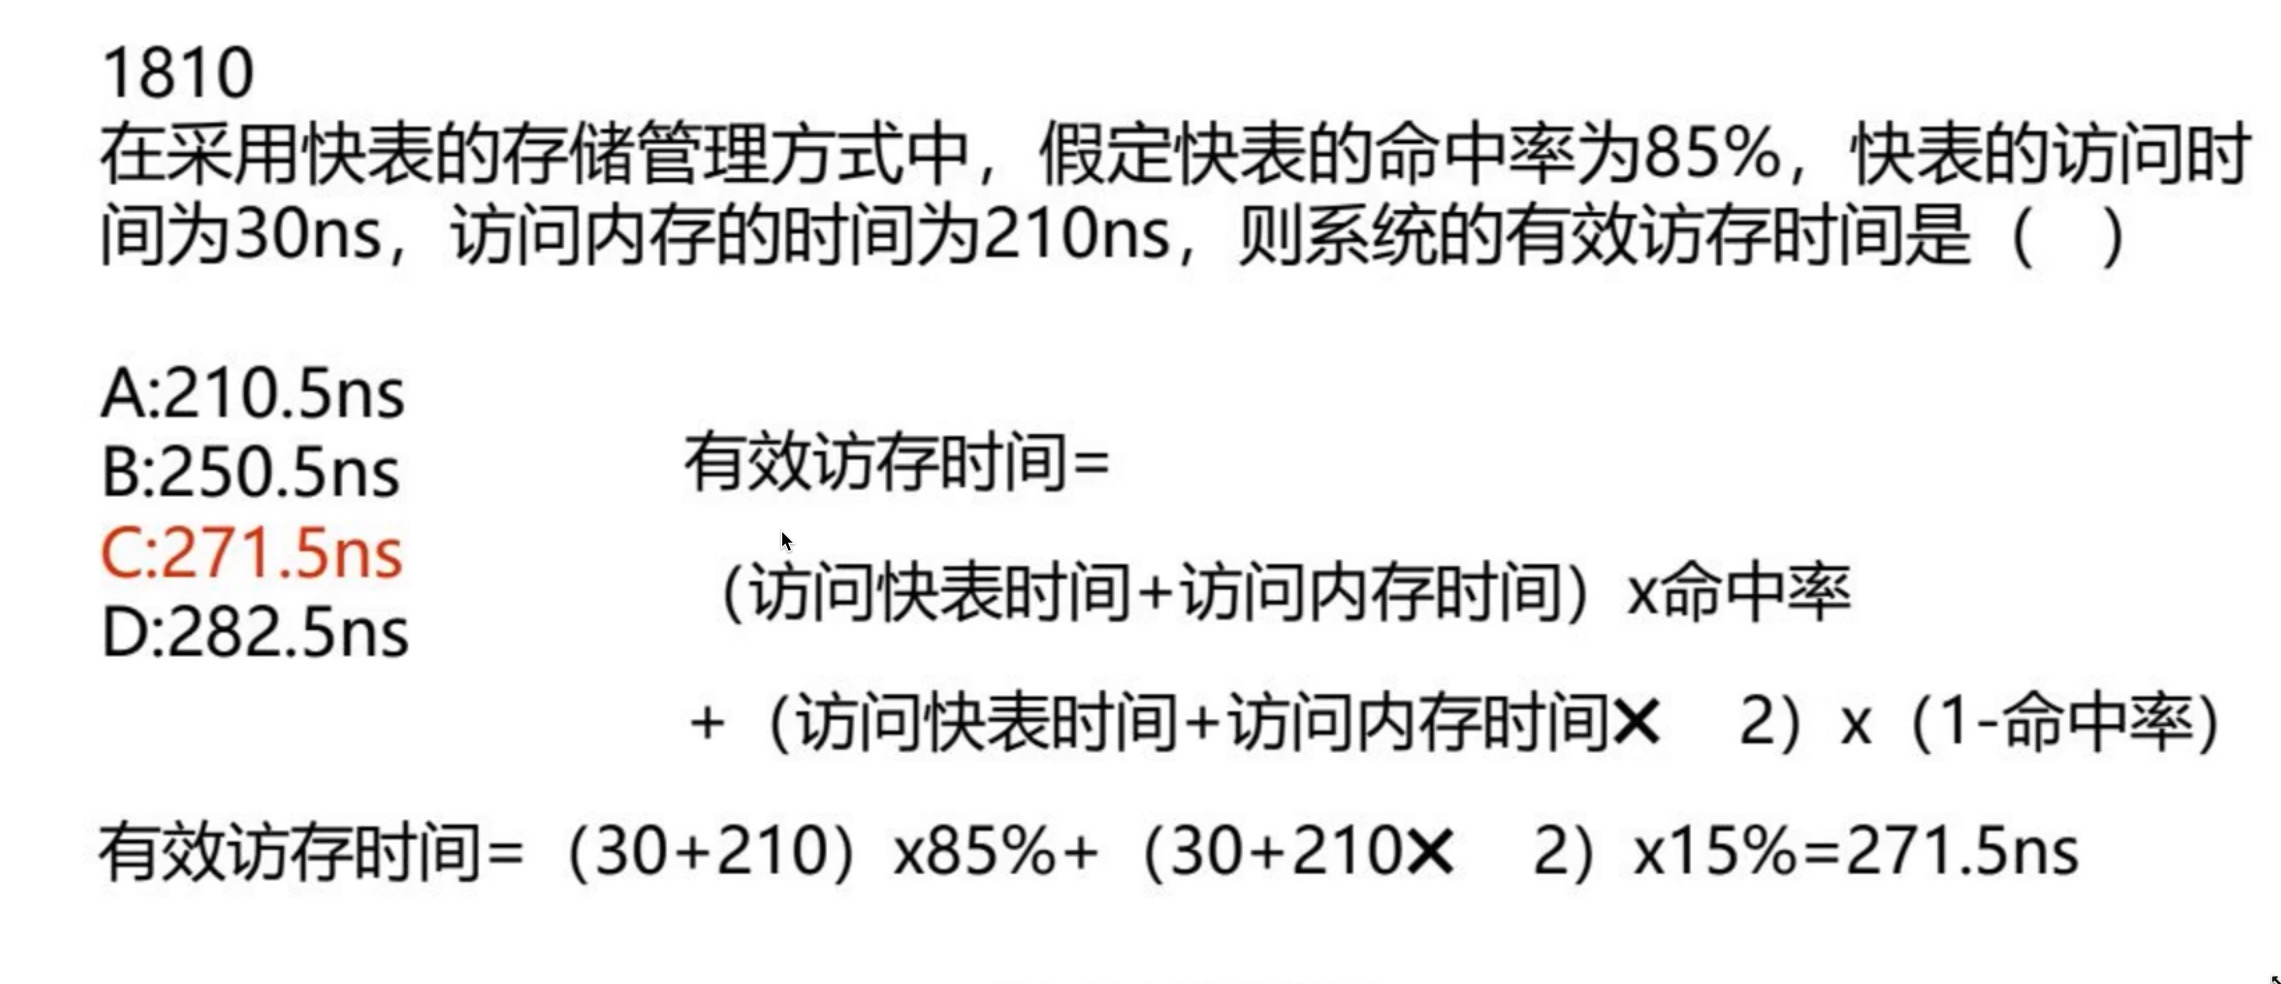 1810
在采用快表的存储管理方式中，假定快表的命中率为85%，快表的访问时
间为30ns，访问内存的时间为210ns，则系统的有效访存时间是（ ）
A:210.5ns
B:250.5ns
C:271.5ns
D:282.5ns
有效访存时间=
（访问快表时间+访问内存时间）x命中率
+（访问快表时间+访问内存时间× 2）x（1-命中率）
有效访存时间=（30+210）x85%+（30+210× 2）x15%=271.5ns